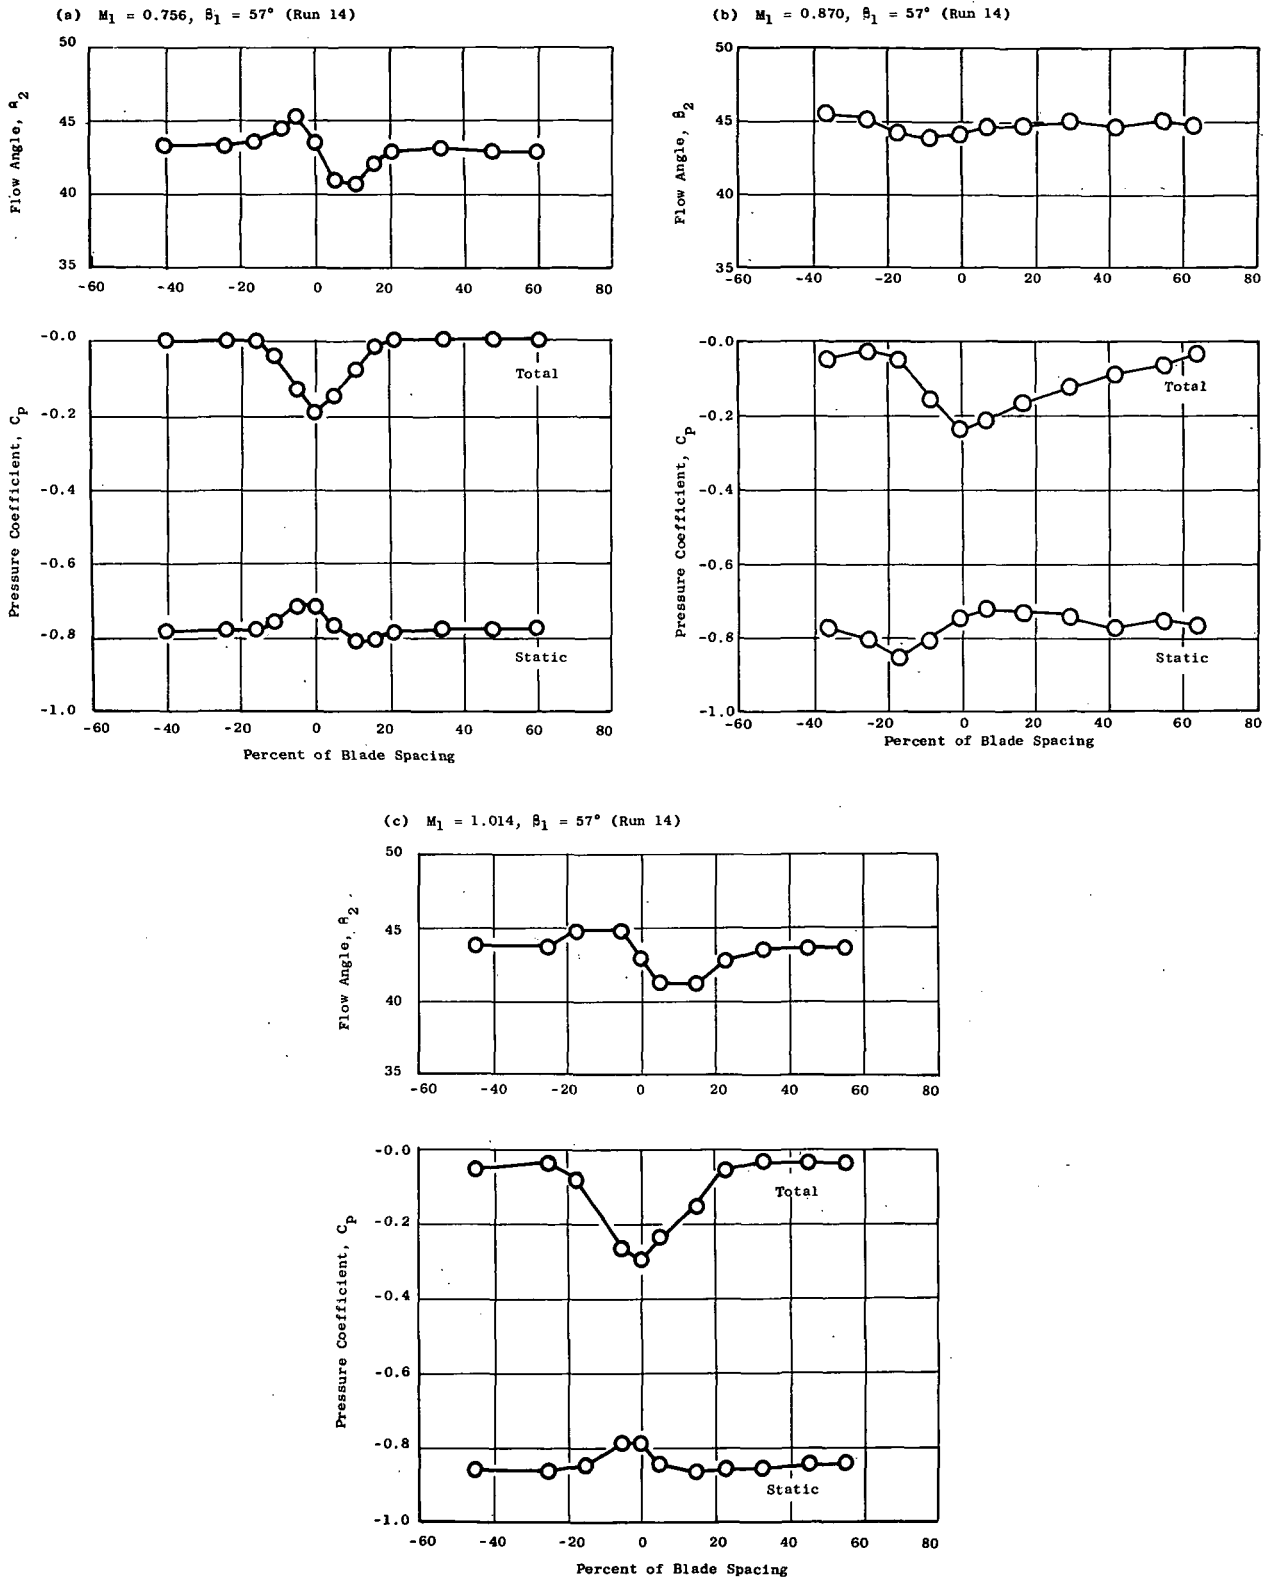 (a) M1 = 0.756, β1 = 57° (Run 14)
50
45
40
35
Flow Angle, β2
-60 -40 -20 0 20 40 60 80
-0.0
-0.2
-0.4
-0.6
-0.8
-1.0
Pressure Coefficient, Cp
Total
Static
-60 -40 -20 0 20 40 60 80
Percent of Blade Spacing
(b) M1 = 0.870, β1 = 57° (Run 14)
50
45
40
35
Flow Angle, β2
-60 -40 -20 0 20 40 60 80
-0.0
-0.2
-0.4
-0.6
-0.8
-1.0
Pressure Coefficient, Cp
Total
Static
-60 -40 -20 0 20 40 60 80
Percent of Blade Spacing
(c) M1 = 1.014, β1 = 57° (Run 14)
50
45
40
35
Flow Angle, β2
-60 -40 -20 0 20 40 60 80
-0.0
-0.2
-0.4
-0.6
-0.8
-1.0
Pressure Coefficient, Cp
Total
Static
-60 -40 -20 0 20 40 60 80
Percent of Blade Spacing